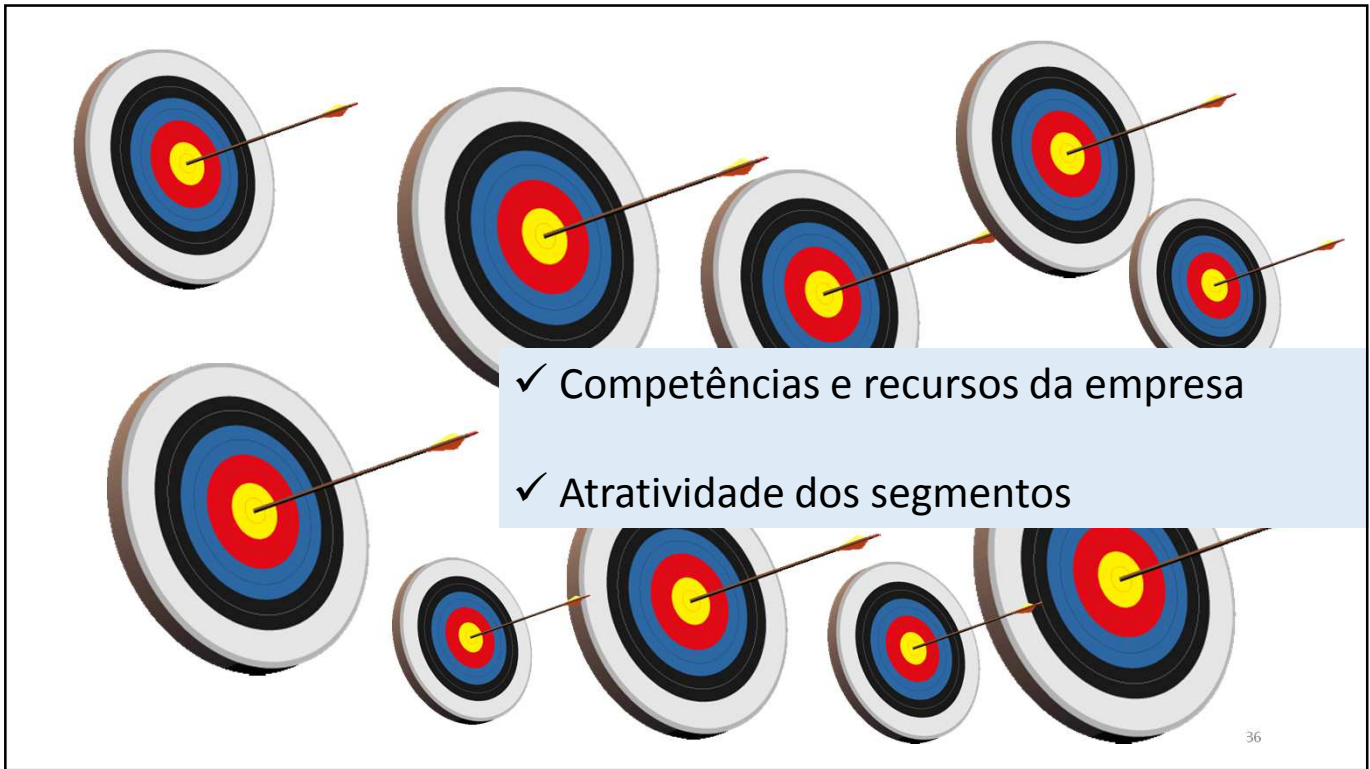 ✓ Competências e recursos da empresa
✓ Atratividade dos segmentos
36